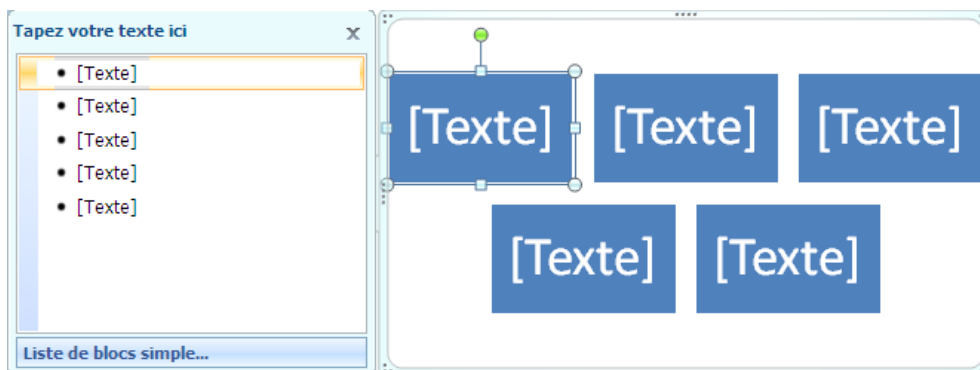 Tapez votre texte ici
[Texte]
[Texte]
[Texte]
[Texte]
[Texte]
Liste de blocs simple...
[Texte] [Texte] [Texte]
[Texte] [Texte]